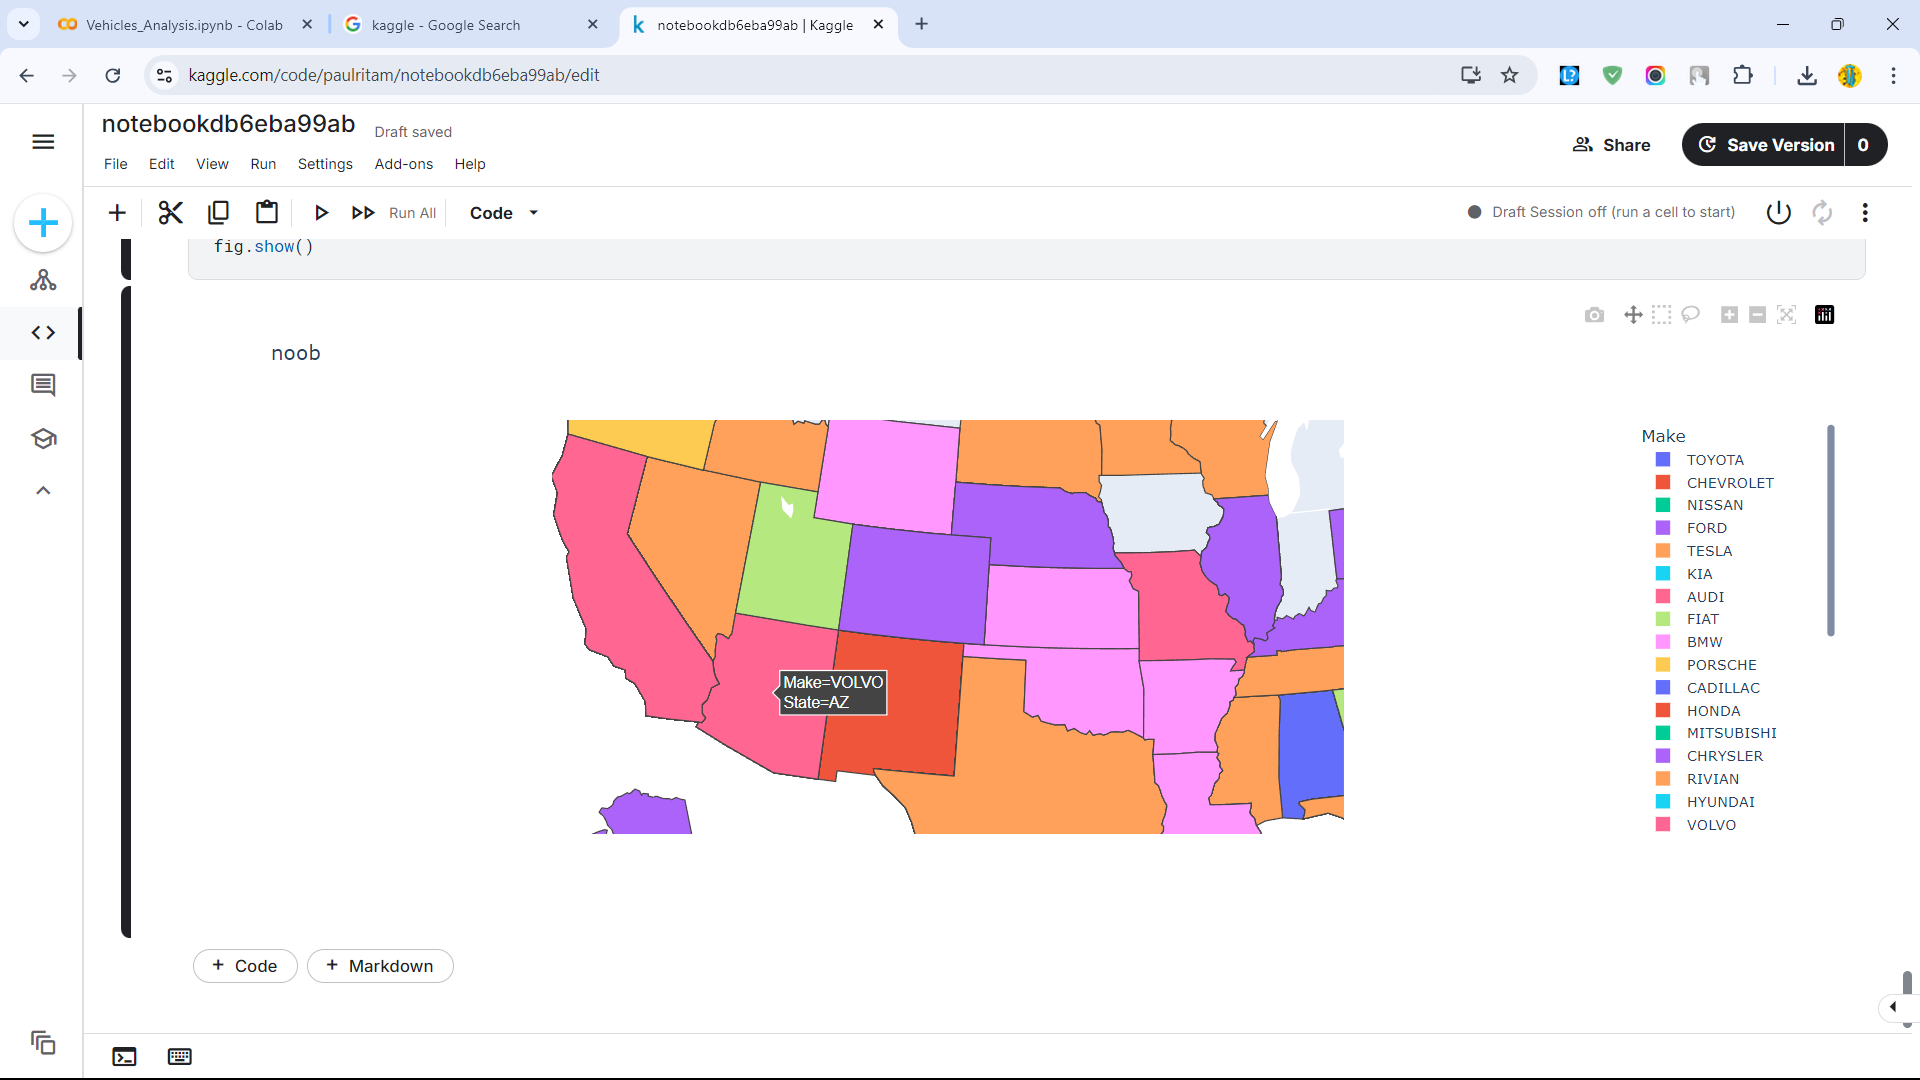 Vehicles_Analysis.ipynb - Colab
kaggle - Google Search
notebookdb6eba99ab | Kaggle
kaggle.com/code/paulritam/notebookdb6eba99ab/edit
notebookdb6eba99ab
Draft saved
File Edit View Run Settings Add-ons Help
Share
Save Version 0
Run All
Code
Draft Session off (run a cell to start)
fig.show()
noob
Make=VOLVO
State=AZ
Make
TOYOTA
CHEVROLET
NISSAN
FORD
TESLA
KIA
AUDI
FIAT
BMW
PORSCHE
CADILLAC
HONDA
MITSUBISHI
CHRYSLER
RIVIAN
HYUNDAI
VOLVO
+ Code
+ Markdown